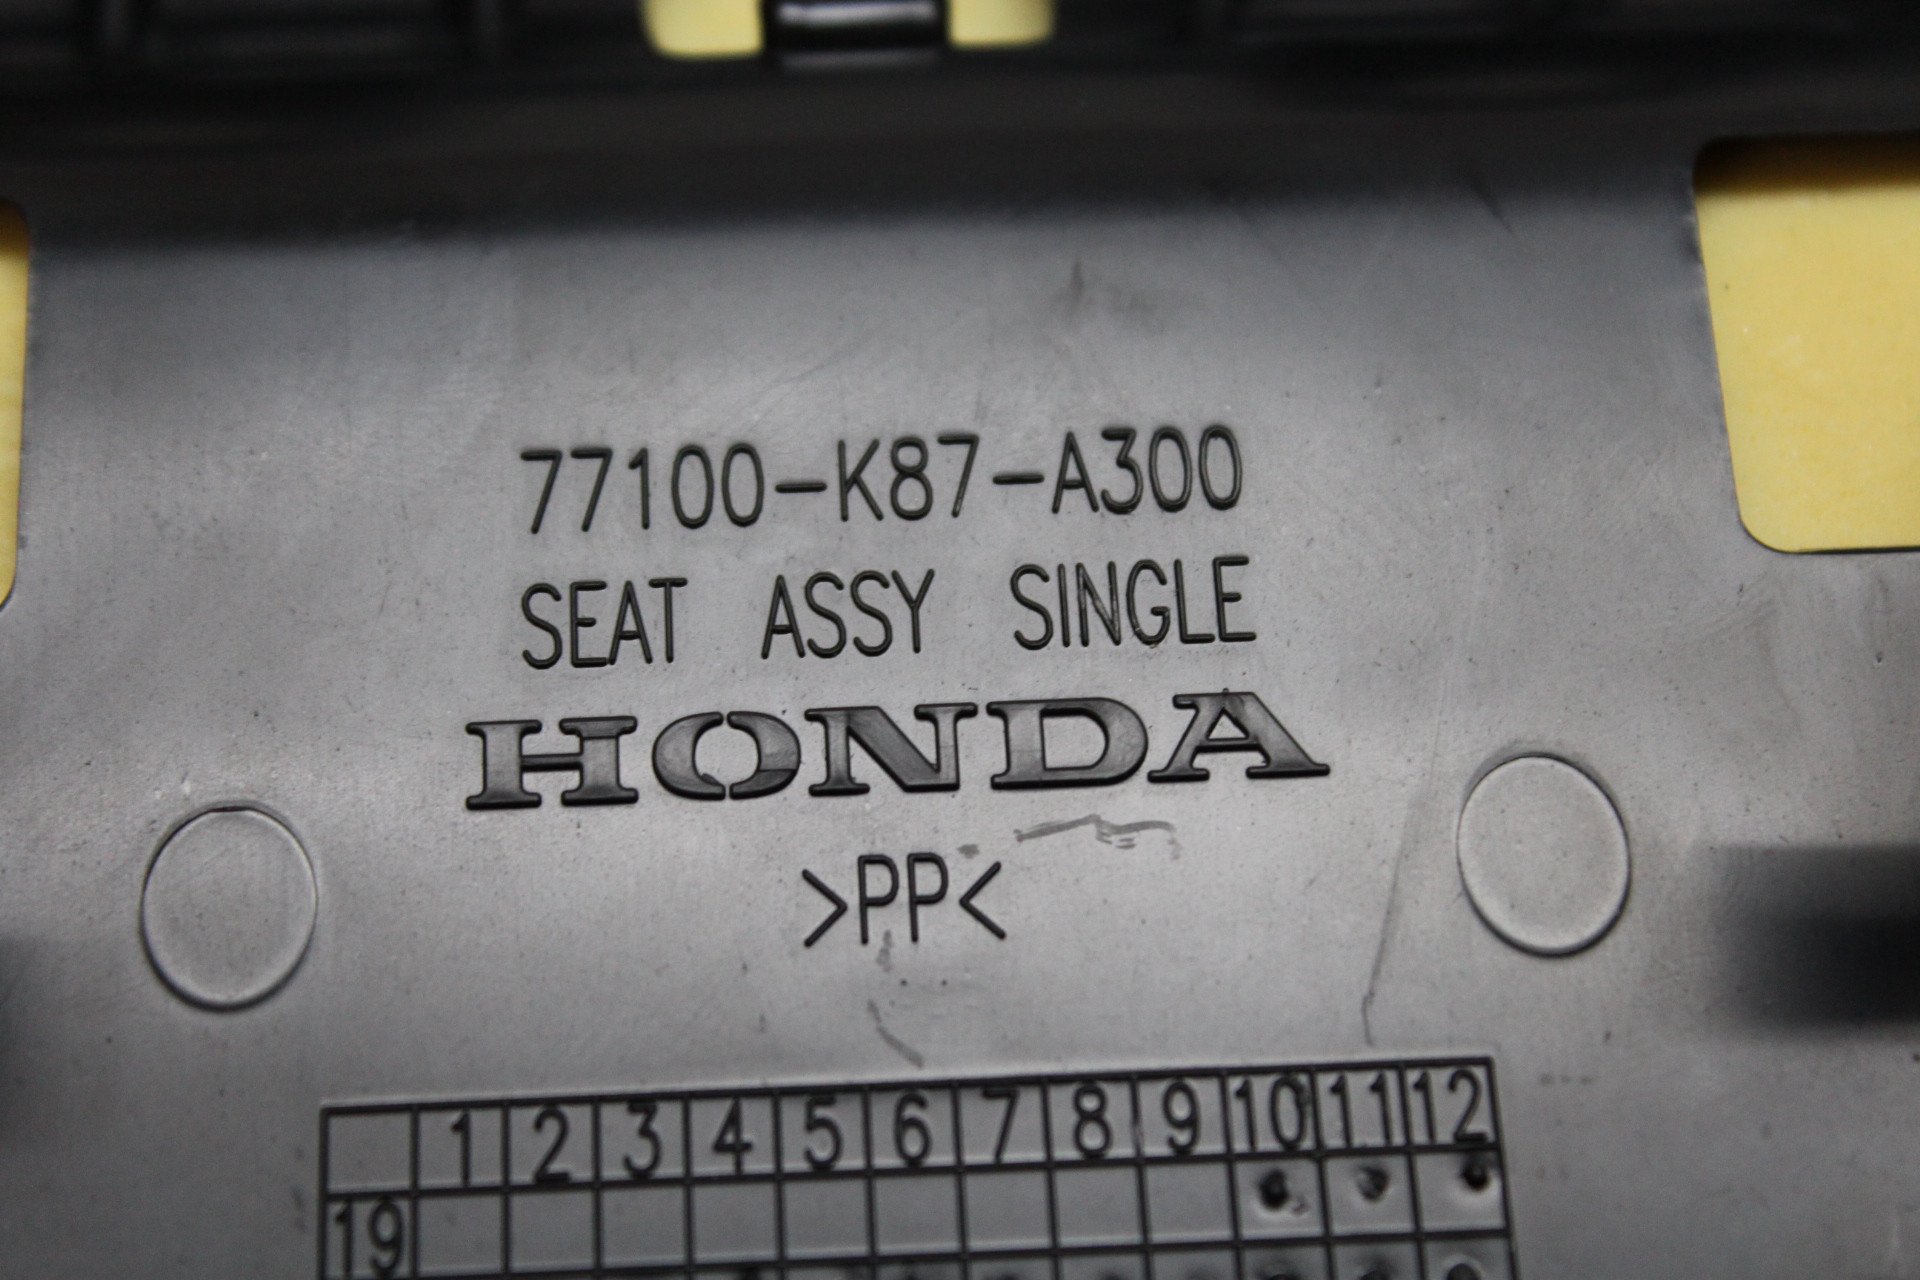 77100-K87-A300
SEAT ASSY SINGLE
HONDA
>PP<
1 2 3 4 5 6 7 8 9 10 11 12
19